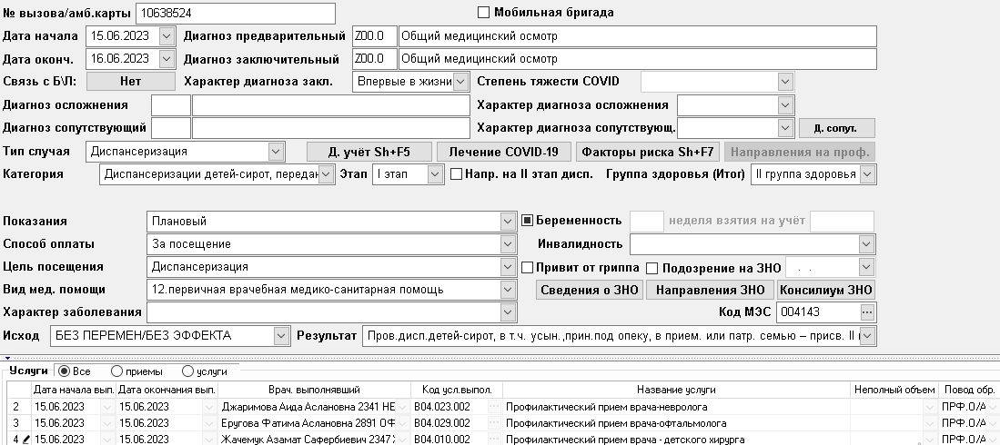 № вызова/амб.карты 10638524 Мобильная бригада
Дата начала 15.06.2023 Диагноз предварительный Z00.0 Общий медицинский осмотр
Дата оконч. 16.06.2023 Диагноз заключительный Z00.0 Общий медицинский осмотр
Связь с Б\Л: Нет Характер диагноза закл. Впервые в жизни Степень тяжести COVID
Диагноз осложнения Характер диагноза осложнения
Диагноз сопутствующий Характер диагноза сопутствующ. Д. сопут.
Тип случая Диспансеризация Д. учёт Sh+F5 Лечение COVID-19 Факторы риска Sh+F7 Направления на проф.
Категория Диспансеризации детей-сирот, передан Этап I этап Напр. на II этап дисп. Группа здоровья (Итог) II группа здоровья
Показания Плановый Беременность неделя взятия на учёт
Способ оплаты За посещение Инвалидность
Цель посещения Диспансеризация Привит от гриппа Подозрение на ЗНО . .
Вид мед. помощи 12.первичная врачебная медико-санитарная помощь Сведения о ЗНО Направления ЗНО Консилиум ЗНО
Характер заболевания Код МЭС 004143 ...
Исход БЕЗ ПЕРЕМЕН/БЕЗ ЭФФЕКТА Результат Пров.дисп.детей-сирот, в т.ч. усын.,прин.под опеку, в прием. или патр. семью – присв. II
Услуги Все приемы услуги
Дата начала вып. Дата окончания вып. Врач. выполнявший Код усл.выпол. Название услуги Неполный объем Повод обр.
2 15.06.2023 15.06.2023 Джаримова Аида Аслановна 2341 НЕ B04.023.002 ... Профилактический прием врача-невролога ПРФ.О/А
3 15.06.2023 15.06.2023 Еругова Фатима Аслановна 2891 ОФ B04.029.002 ... Профилактический прием врача-офтальмолога ПРФ.О/А
4 15.06.2023 15.06.2023 Жачемук Азамат Сафербиевич 2347 B04.010.002 ... Профилактический прием врача - детского хирурга ПРФ.О/А